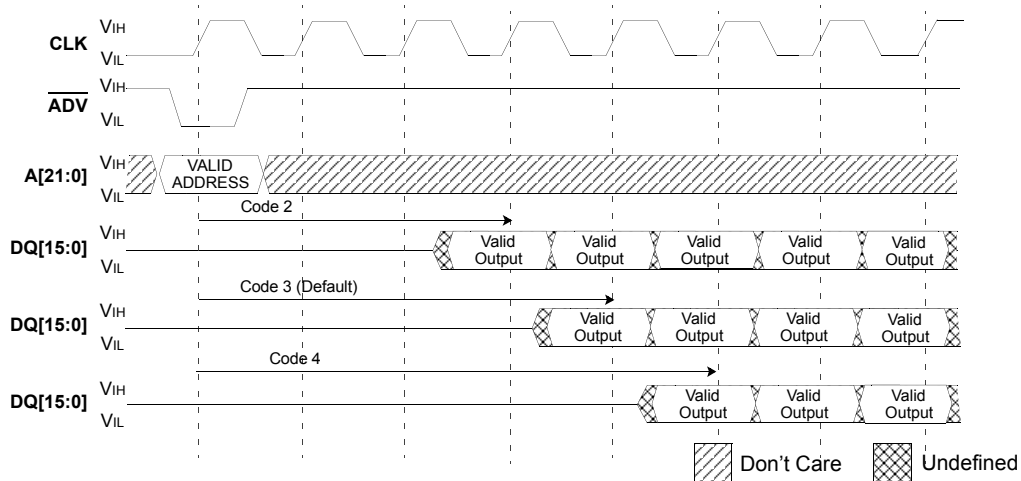 VIH
CLK
VIL
VIH
ADV
VIL
VIH
A[21:0]
VIL
VALID
ADDRESS
Code 2
VIH
DQ[15:0]
VIL
Valid Output Valid Output Valid Output Valid Output Valid Output
Code 3 (Default)
VIH
DQ[15:0]
VIL
Valid Output Valid Output Valid Output Valid Output
Code 4
VIH
DQ[15:0]
VIL
Valid Output Valid Output Valid Output
Don't Care
Undefined